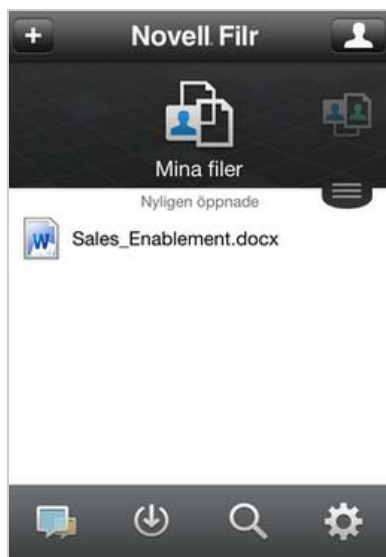 Novell Filr
Mina filer
Nyligen öppnade
Sales_Enablement.docx